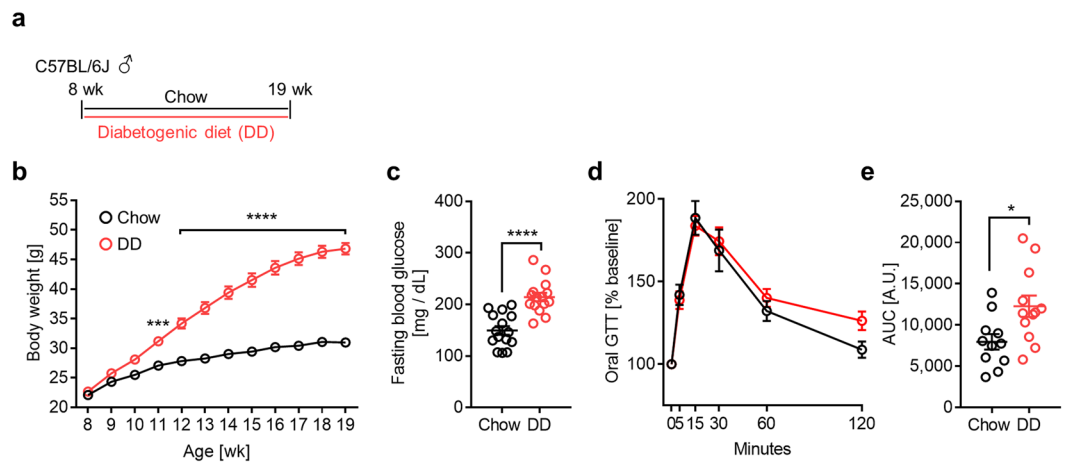 a
C57BL/6J ♂
8 wk 19 wk
Chow
Diabetogenic diet (DD)
b
55
50
45
40
35
30
25
20
Body weight [g]
Chow
DD
***
****
8 9 10 11 12 13 14 15 16 17 18 19
Age [wk]
c
400
300
200
100
0
Fasting blood glucose
[mg / dL]
****
Chow DD
d
200
150
100
Oral GTT [% baseline]
05 15 30 60 120
Minutes
e
25,000
20,000
15,000
10,000
5,000
0
AUC [A.U.]
*
Chow DD